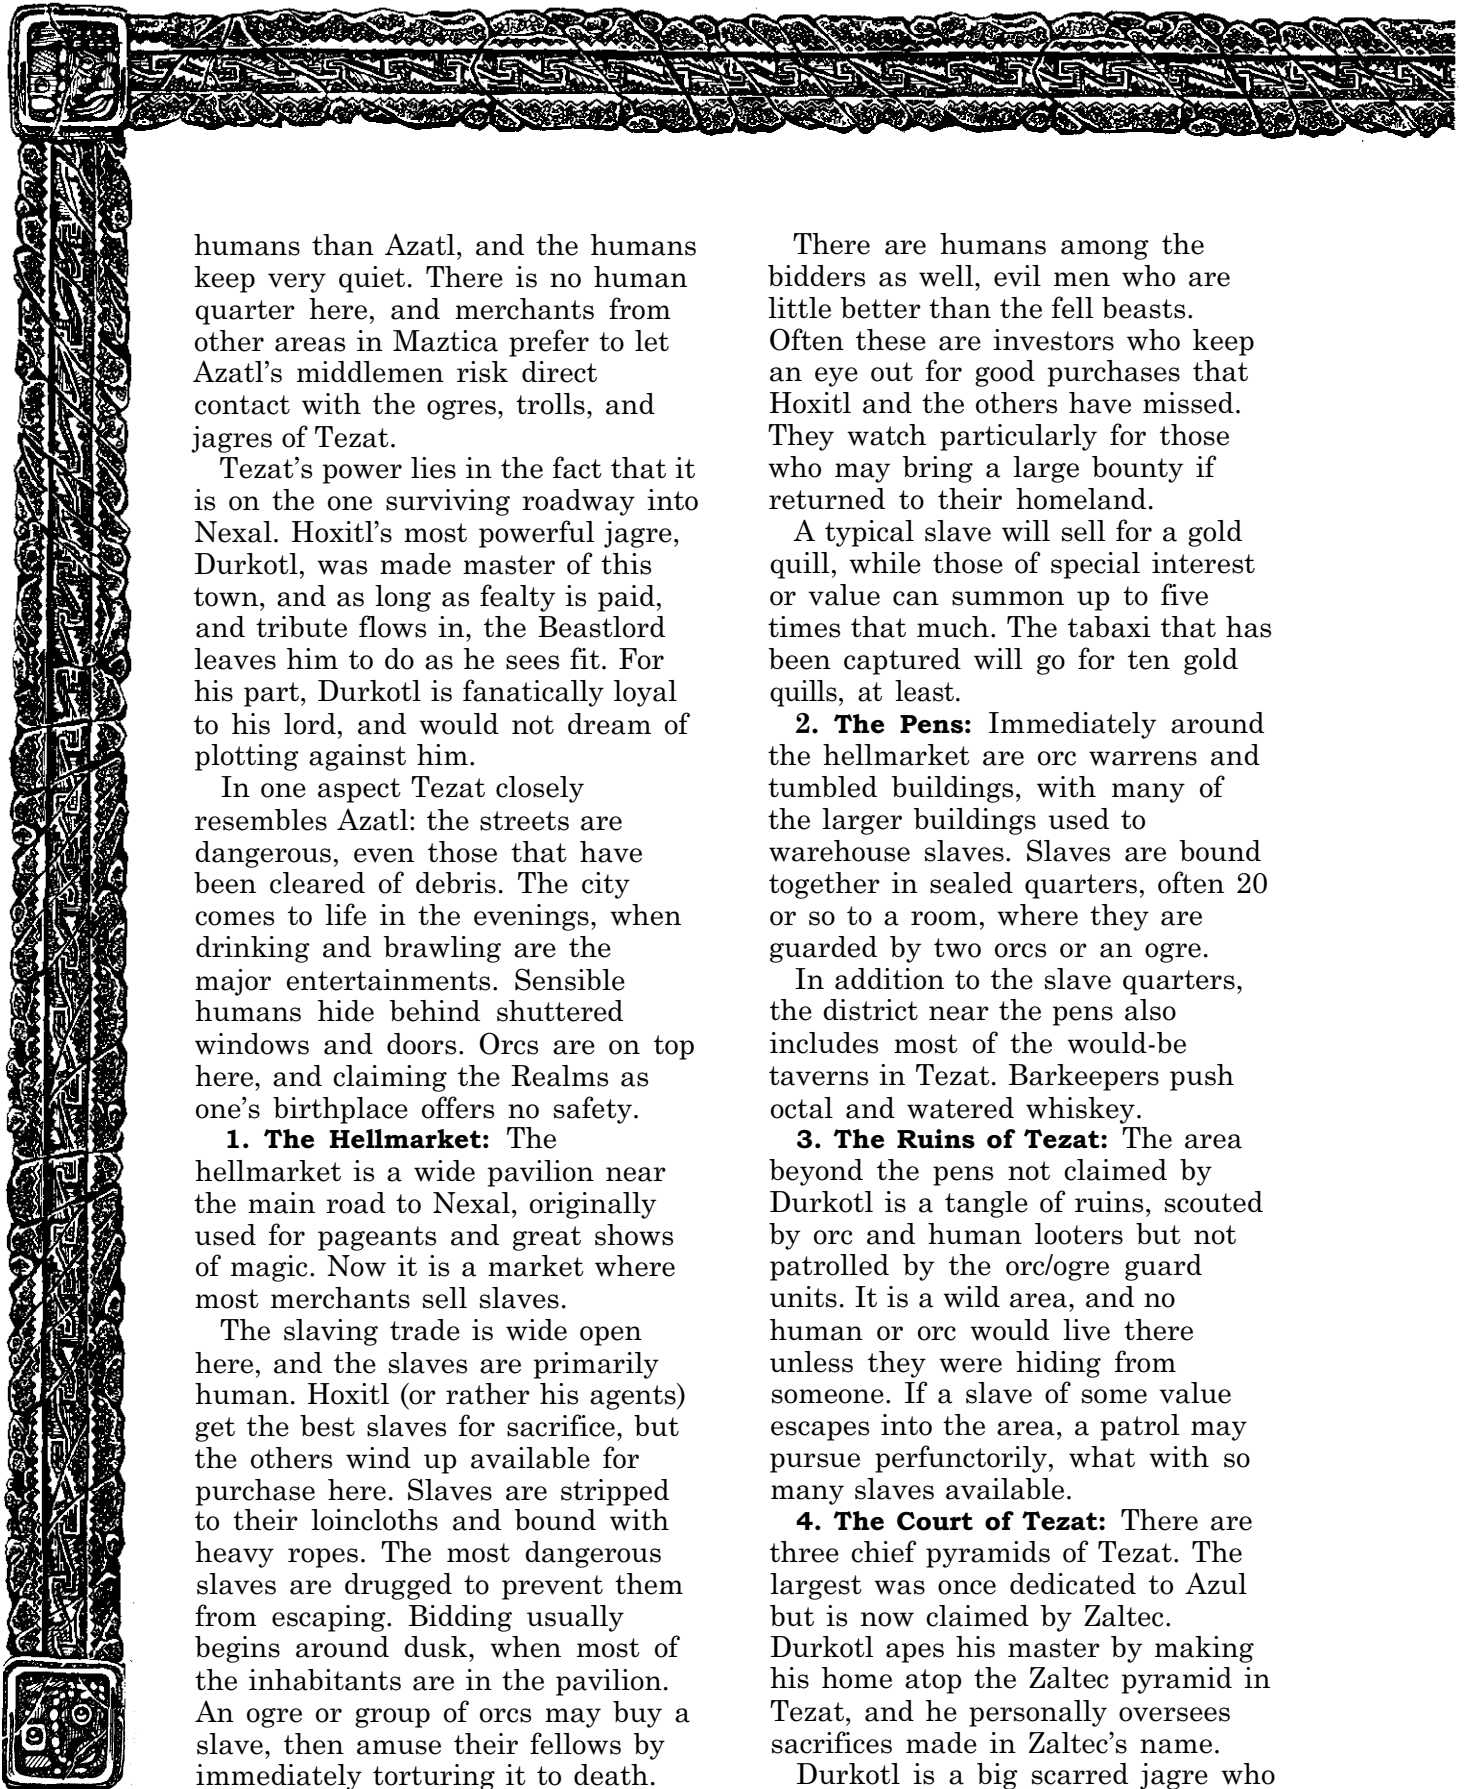 humans than Azatl, and the humans
keep very quiet. There is no human
quarter here, and merchants from
other areas in Maztica prefer to let
Azatl's middlemen risk direct
contact with the ogres, trolls, and
jagres of Tezat.
Tezat's power lies in the fact that it
is on the one surviving roadway into
Nexal. Hoxitl's most powerful jagre,
Durkotl, was made master of this
town, and as long as fealty is paid,
and tribute flows in, the Beastlord
leaves him to do as he sees fit. For
his part, Durkotl is fanatically loyal
to his lord, and would not dream of
plotting against him.
In one aspect Tezat closely
resembles Azatl: the streets are
dangerous, even those that have
been cleared of debris. The city
comes to life in the evenings, when
drinking and brawling are the
major entertainments. Sensible
humans hide behind shuttered
windows and doors. Orcs are on top
here, and claiming the Realms as
one's birthplace offers no safety.
1. The Hellmarket: The
hellmarket is a wide pavilion near
the main road to Nexal, originally
used for pageants and great shows
of magic. Now it is a market where
most merchants sell slaves.
The slaving trade is wide open
here, and the slaves are primarily
human. Hoxitl (or rather his agents)
get the best slaves for sacrifice, but
the others wind up available for
purchase here. Slaves are stripped
to their loincloths and bound with
heavy ropes. The most dangerous
slaves are drugged to prevent them
from escaping. Bidding usually
begins around dusk, when most of
the inhabitants are in the pavilion.
An ogre or group of orcs may buy a
slave, then amuse their fellows by
immediately torturing it to death.
There are humans among the
bidders as well, evil men who are
little better than the fell beasts.
Often these are investors who keep
an eye out for good purchases that
Hoxitl and the others have missed.
They watch particularly for those
who may bring a large bounty if
returned to their homeland.
A typical slave will sell for a gold
quill, while those of special interest
or value can summon up to five
times that much. The tabaxi that has
been captured will go for ten gold
quills, at least.
2. The Pens: Immediately around
the hellmarket are orc warrens and
tumbled buildings, with many of
the larger buildings used to
warehouse slaves. Slaves are bound
together in sealed quarters, often 20
or so to a room, where they are
guarded by two orcs or an ogre.
In addition to the slave quarters,
the district near the pens also
includes most of the would-be
taverns in Tezat. Barkeepers push
octal and watered whiskey.
3. The Ruins of Tezat: The area
beyond the pens not claimed by
Durkotl is a tangle of ruins, scouted
by orc and human looters but not
patrolled by the orc/ogre guard
units. It is a wild area, and no
human or orc would live there
unless they were hiding from
someone. If a slave of some value
escapes into the area, a patrol may
pursue perfunctorily, what with so
many slaves available.
4. The Court of Tezat: There are
three chief pyramids of Tezat. The
largest was once dedicated to Azul
but is now claimed by Zaltec.
Durkotl apes his master by making
his home atop the Zaltec pyramid in
Tezat, and he personally oversees
sacrifices made in Zaltec's name.
Durkotl is a big scarred jagre who